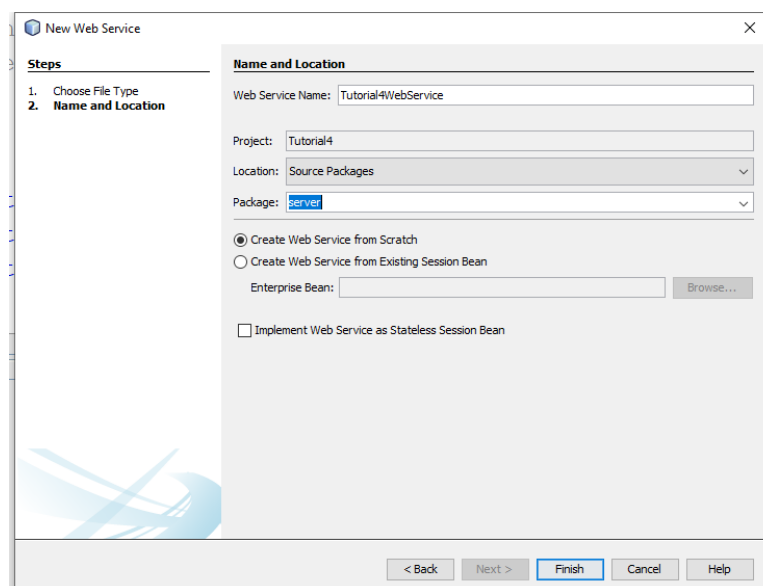 New Web Service
Steps
1. Choose File Type
2. Name and Location
Name and Location
Web Service Name: Tutorial4WebService
Project: Tutorial4
Location: Source Packages
Package: server
Create Web Service from Scratch
Create Web Service from Existing Session Bean
Enterprise Bean: Browse...
Implement Web Service as Stateless Session Bean
< Back Next > Finish Cancel Help